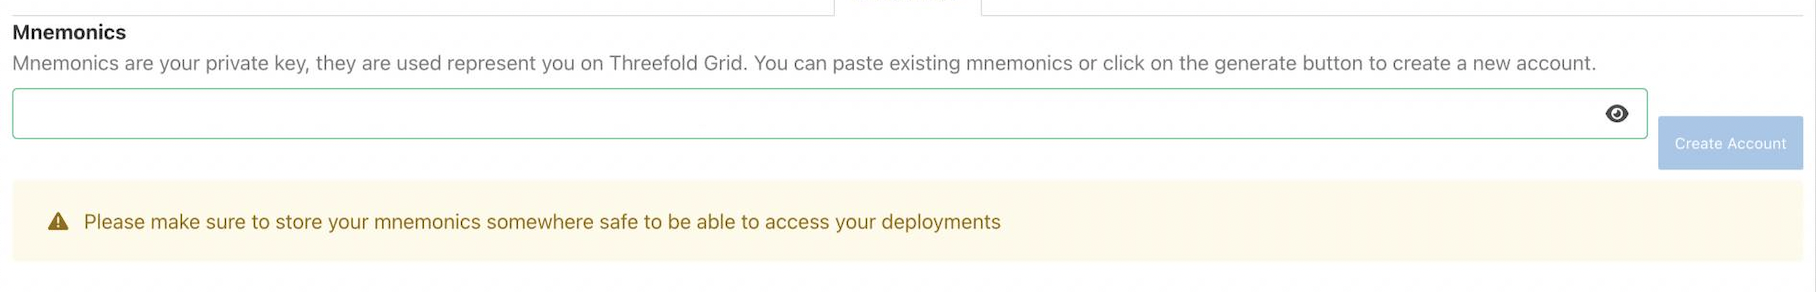 Mnemonics
Mnemonics are your private key, they are used represent you on Threefold Grid. You can paste existing mnemonics or click on the generate button to create a new account.
Create Account
Please make sure to store your mnemonics somewhere safe to be able to access your deployments